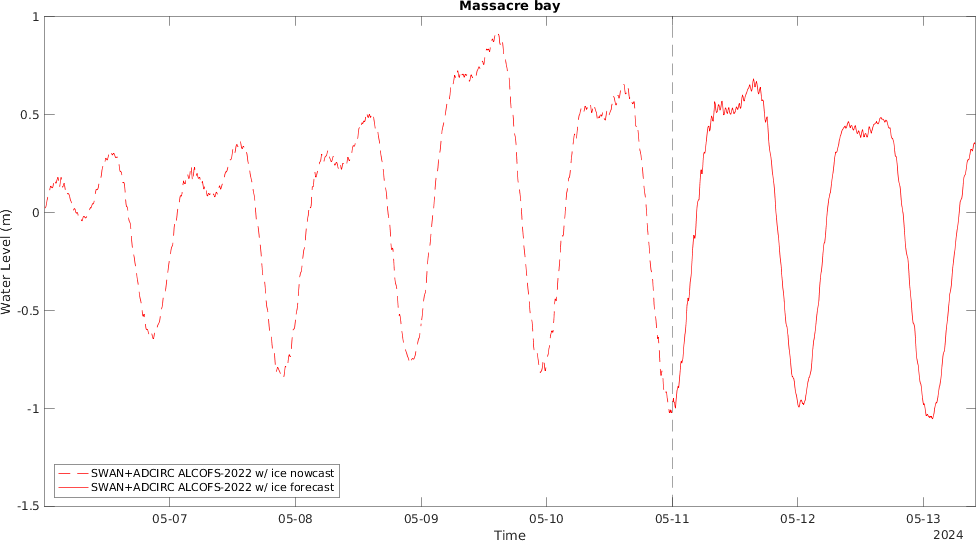 Massacre bay
1
0.5
0
-0.5
-1
-1.5
Water Level (m)
SWAN+ADCIRC ALCOFS-2022 w/ ice nowcast
SWAN+ADCIRC ALCOFS-2022 w/ ice forecast
05-07 05-08 05-09 05-10 05-11 05-12 05-13
Time
2024